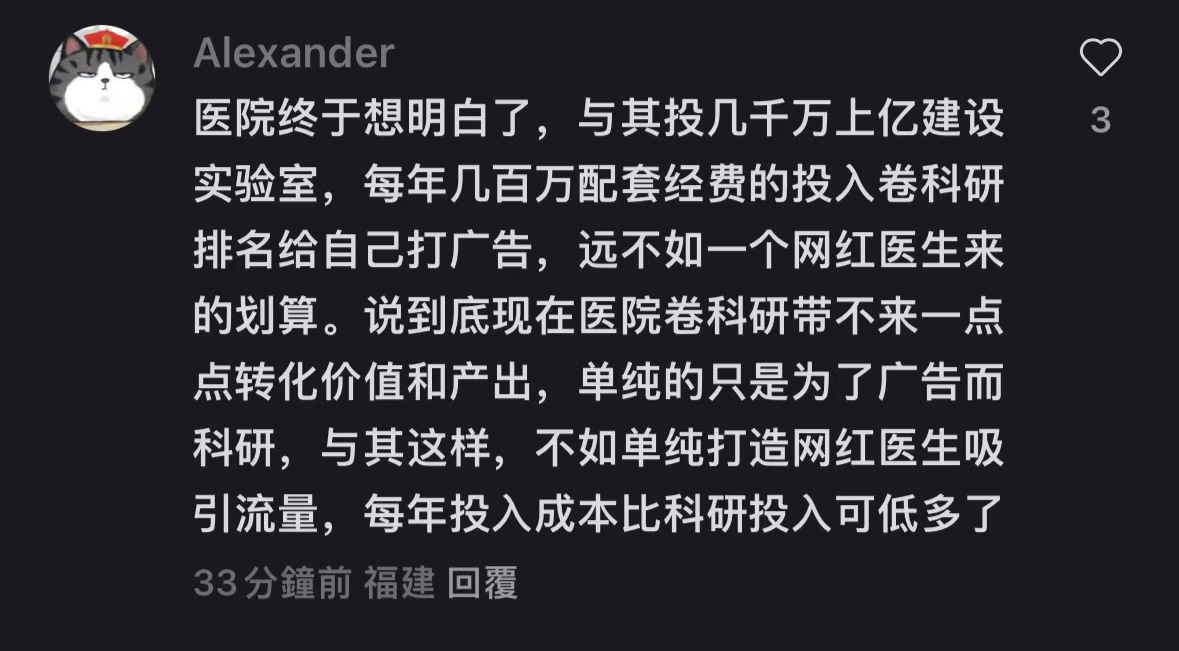 Alexander
医院终于想明白了，与其投几千万上亿建设
实验室，每年几百万配套经费的投入卷科研
排名给自己打广告，远不如一个网红医生来
的划算。说到底现在医院卷科研带不来一点
点转化价值和产出，单纯的只是为了广告而
科研，与其这样，不如单纯打造网红医生吸
引流量，每年投入成本比科研投入可低多了
33分鐘前 福建 回覆
3